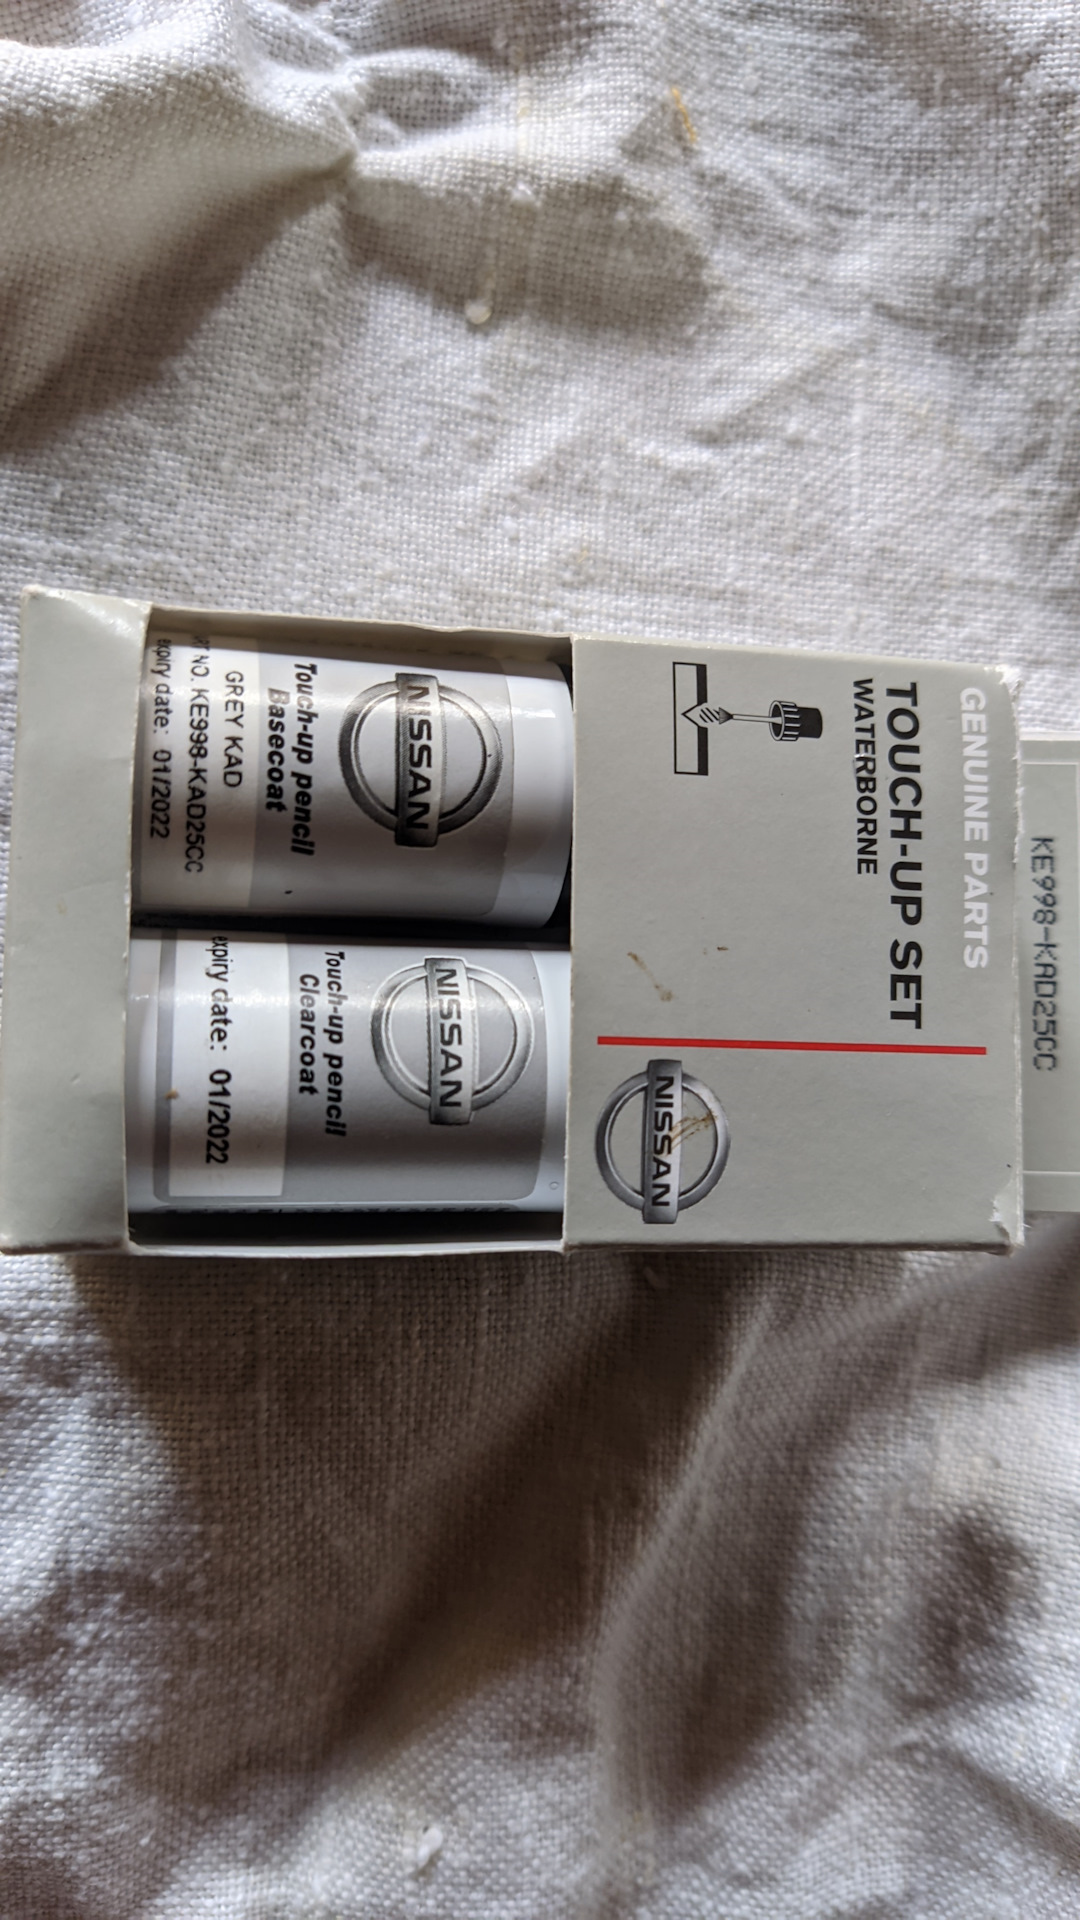 GENUINE PARTS
TOUCH-UP SET
WATERBORNE
NISSAN
KE998-KAD25CC
NISSAN
Touch-up pencil
Basecoat
GREY KAD
NO. KE998-KAD25CC
expiry date: 01/2022
NISSAN
Touch-up pencil
Clearcoat
expiry date: 01/2022